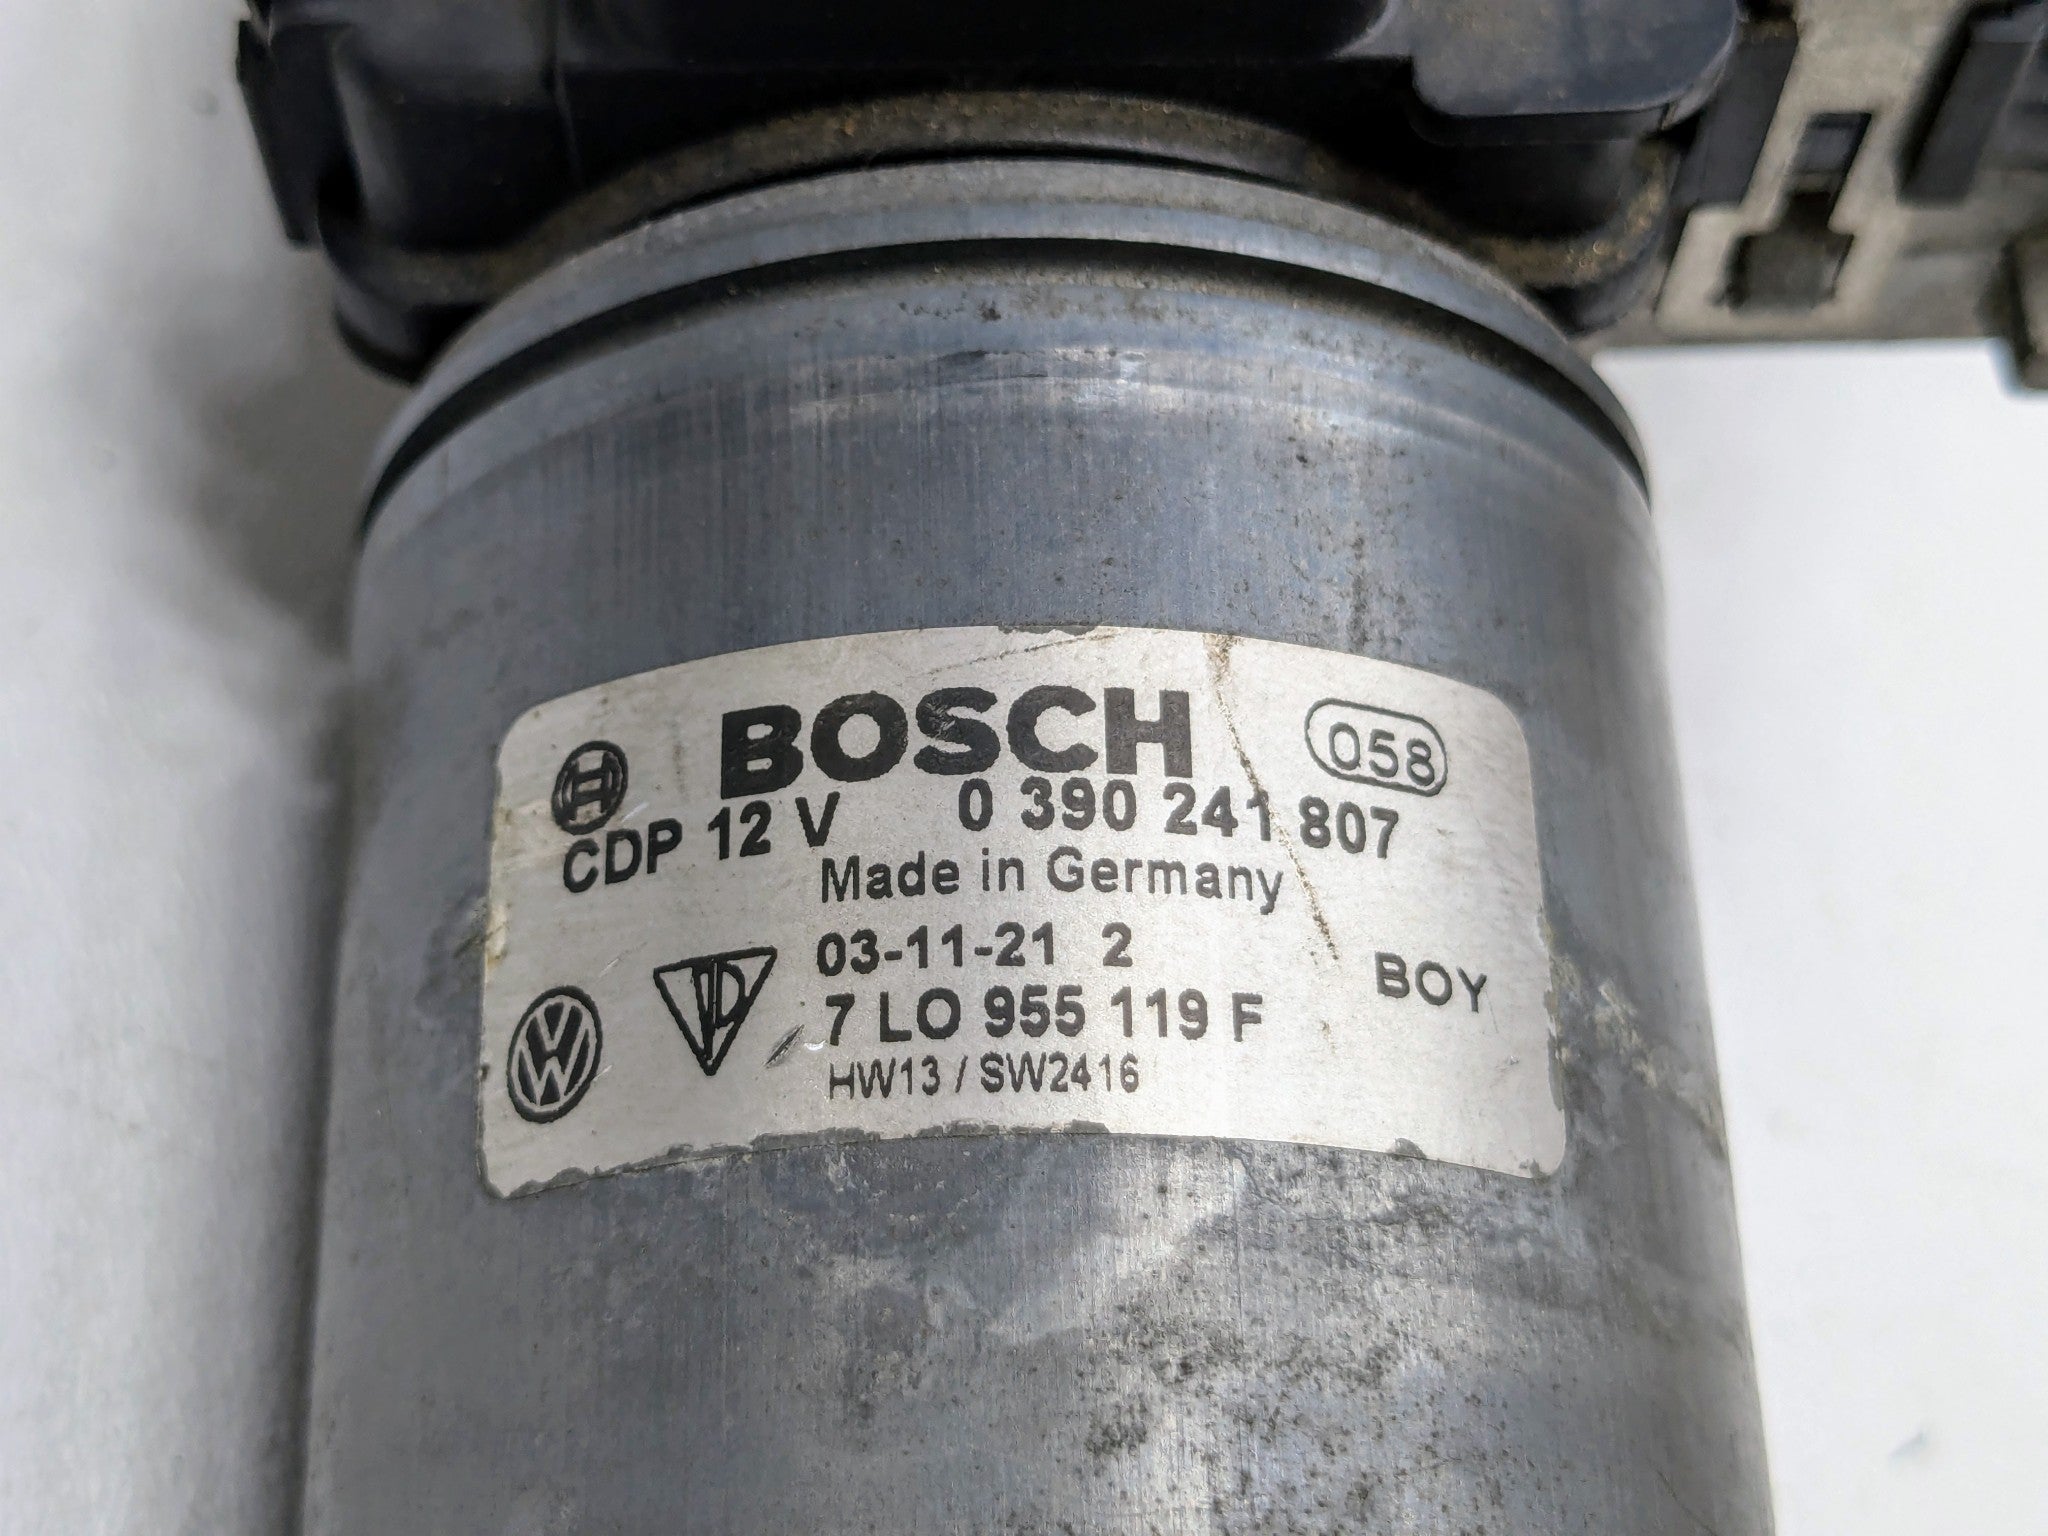 BOSCH 058
CDP 12 V 0 390 241 807
Made in Germany
03-11-21 2 BOY
7 LO 955 119 F
HW13 / SW2416